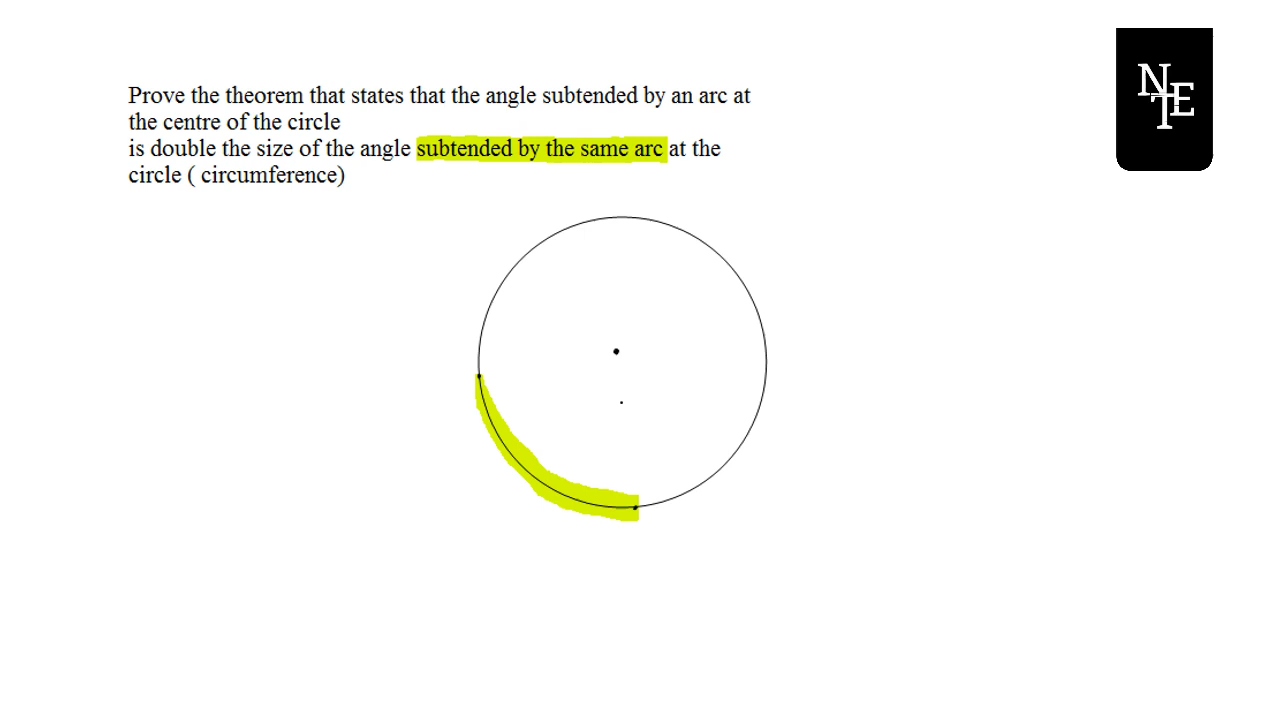 Prove the theorem that states that the angle subtended by an arc at
the centre of the circle
is double the size of the angle subtended by the same arc at the
circle ( circumference)
NTE